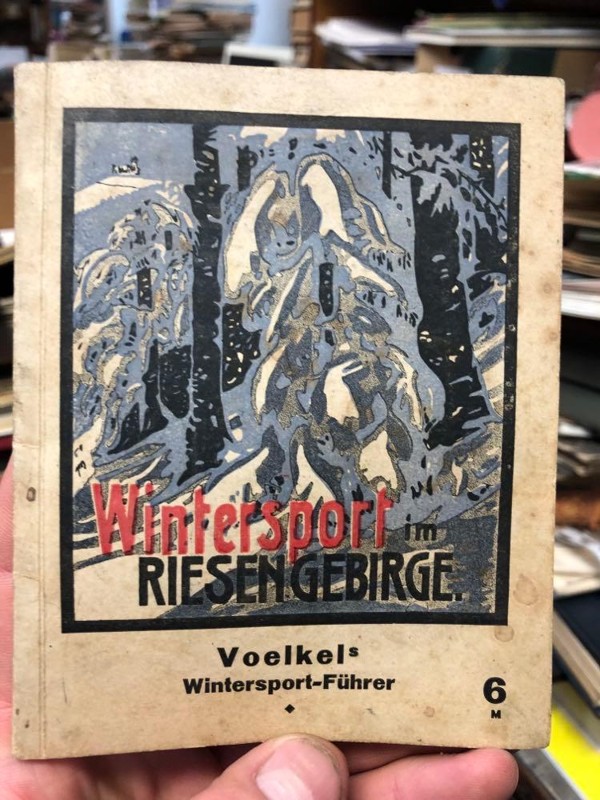 Wintersport im
RIESENGEBIRGE.
Voelkels
Wintersport-Führer
6
M